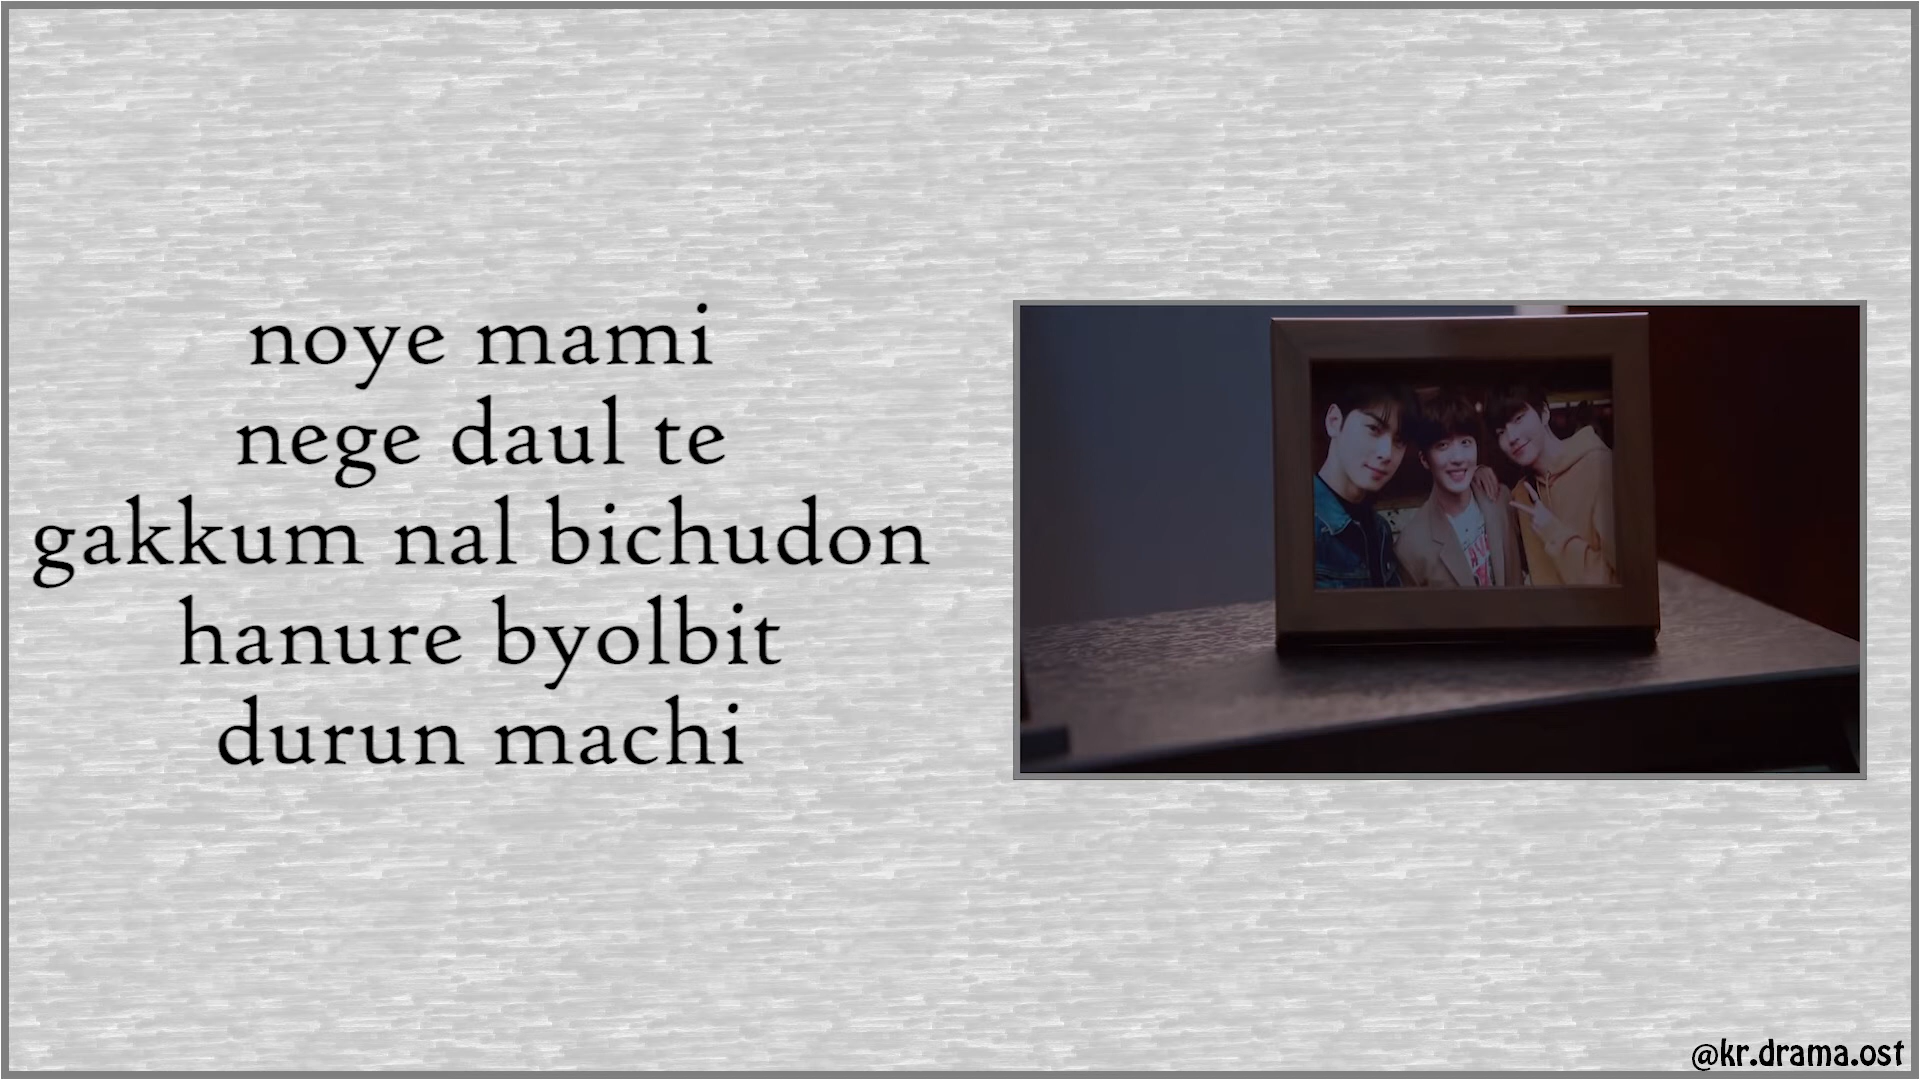 noye mami
nege daul te
gakkum nal bichudon
hanure byolbit
durun machi
@kr.drama.ost